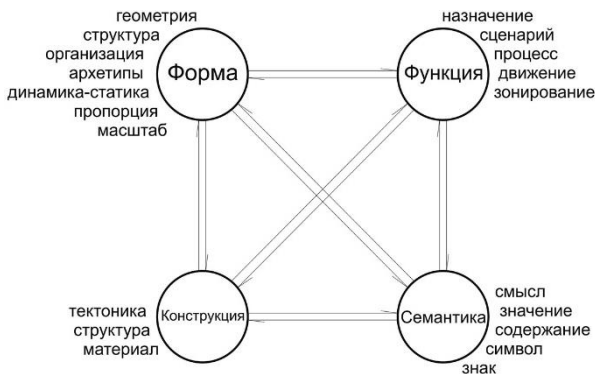 геометрия
структура
организация
архетипы
динамика-статика
пропорция
масштаб
Форма
Функция
назначение
сценарий
процесс
движение
зонирование
тектоника
структура
материал
Конструкция
Семантика
смысл
значение
содержание
символ
знак